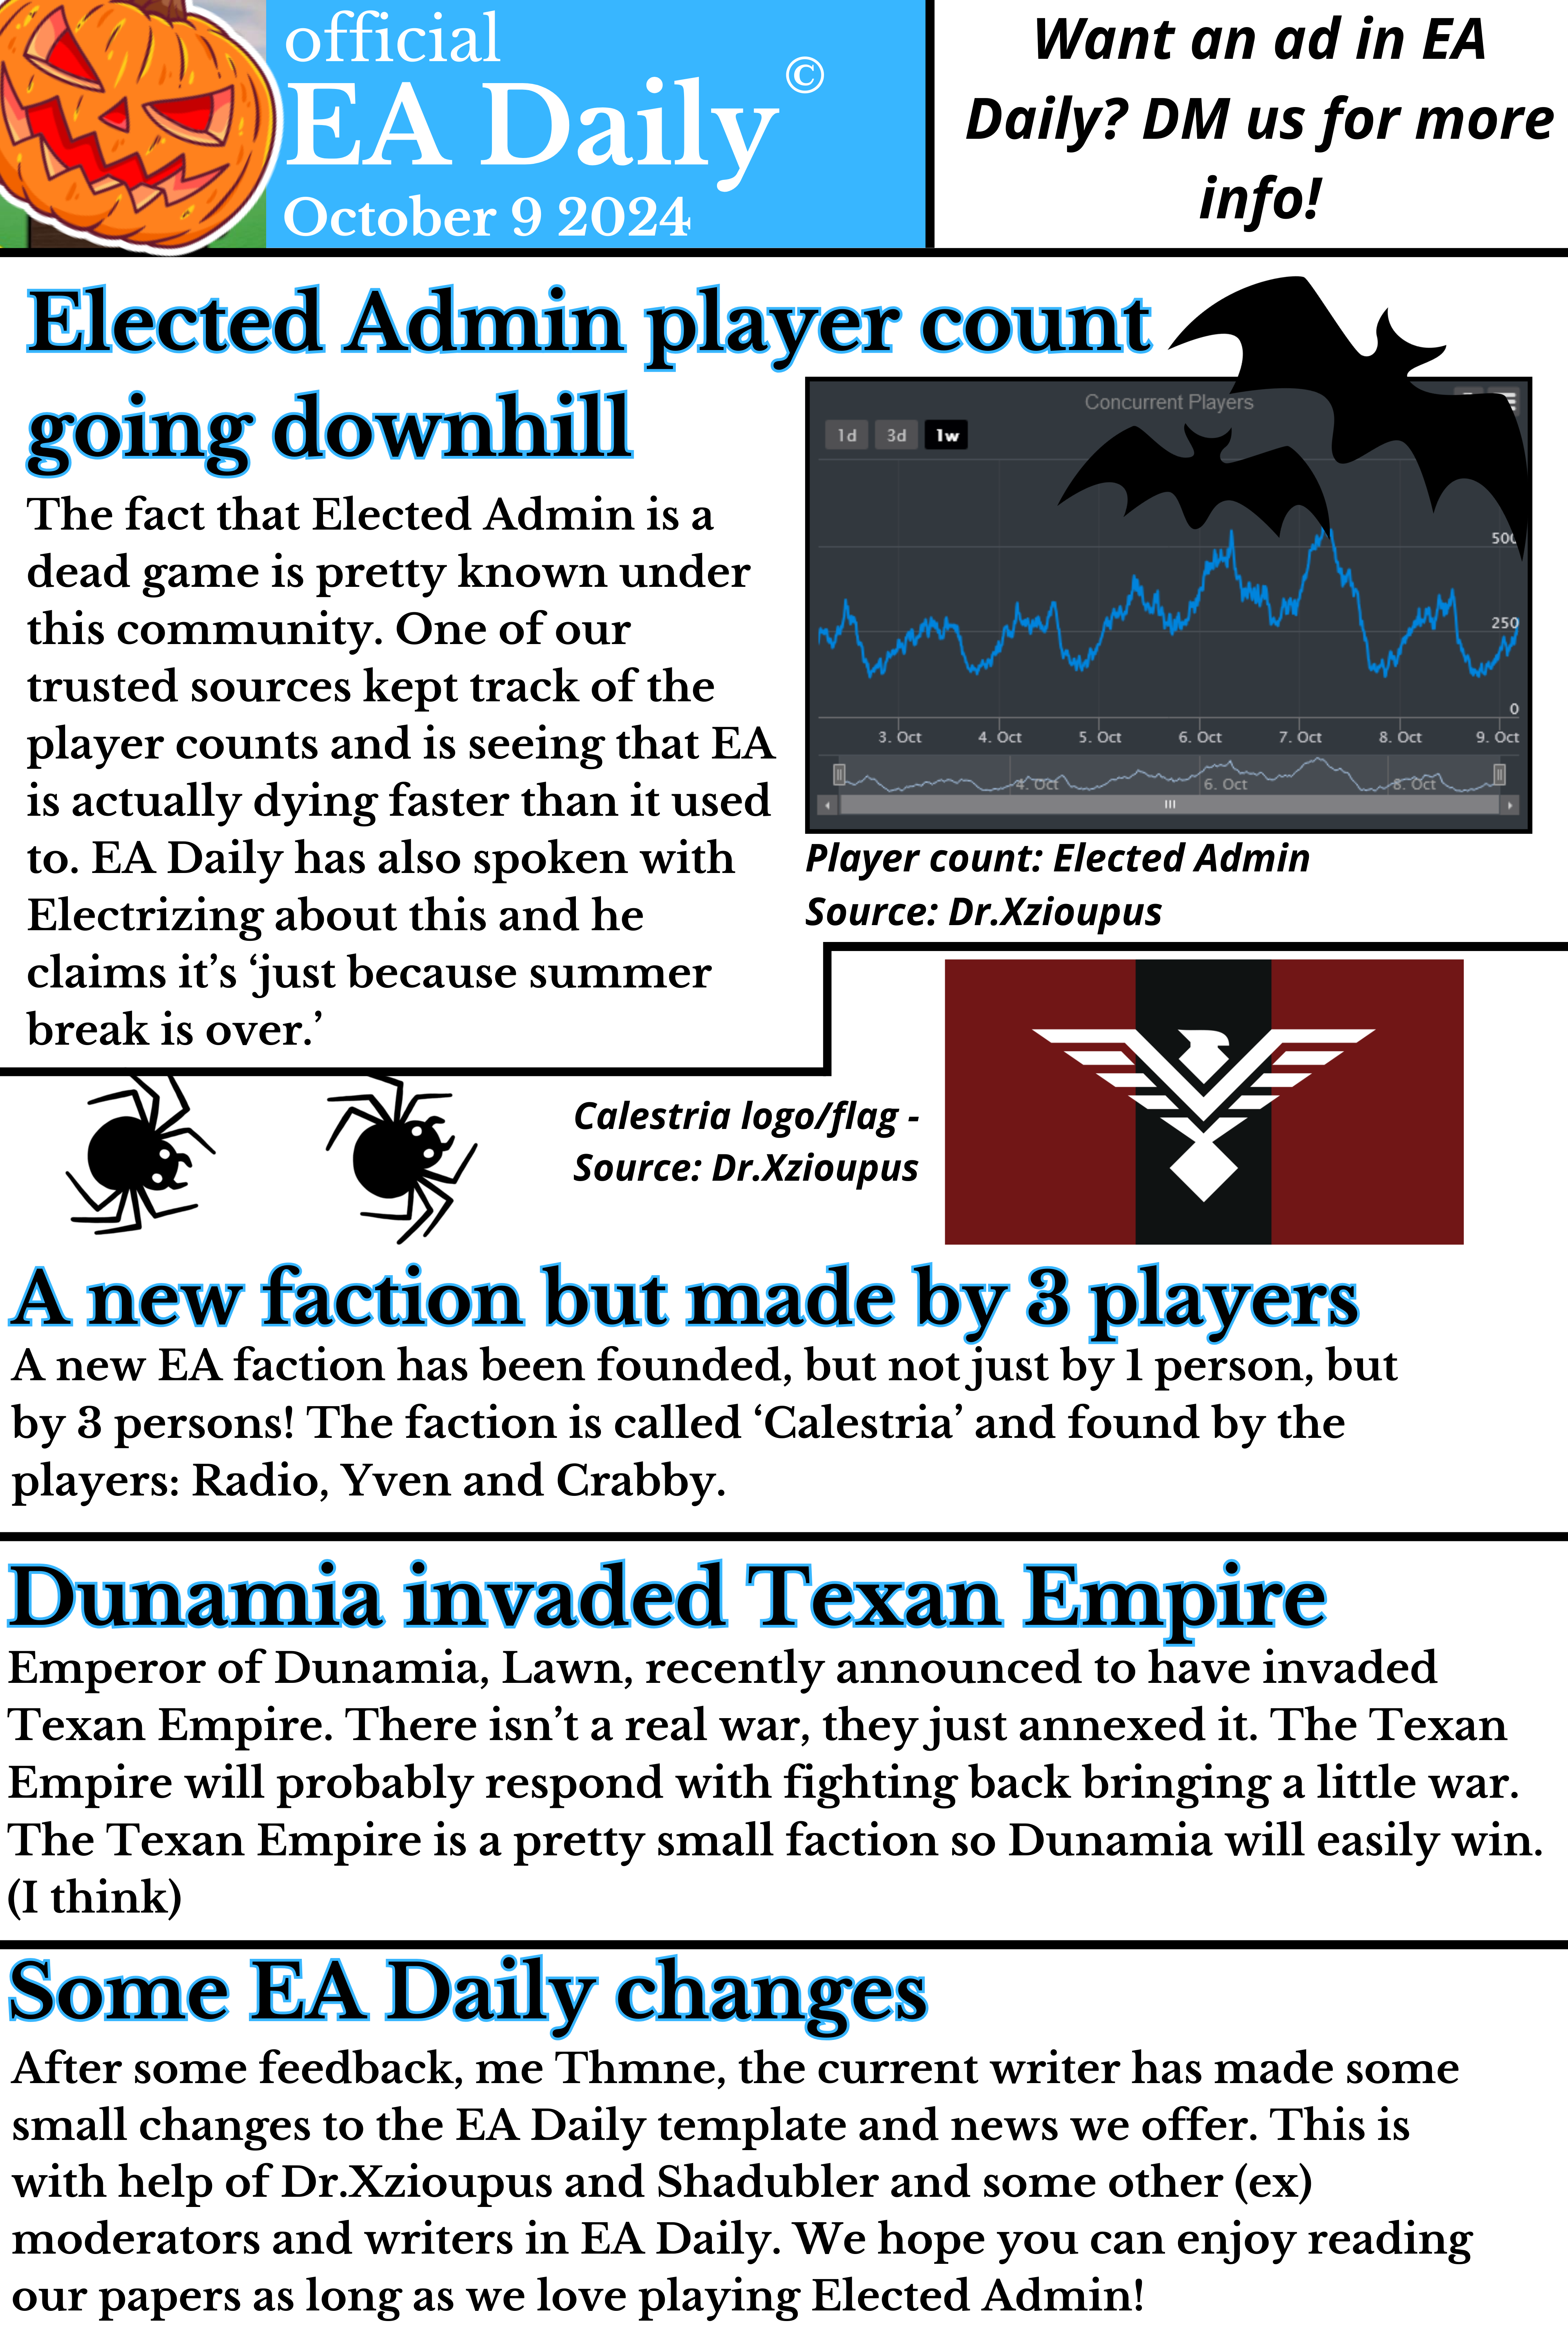 official
EA Daily©
October 9 2024
Want an ad in EA
Daily? DM us for more
info!
Elected Admin player count
going downhill
The fact that Elected Admin is a
dead game is pretty known under
this community. One of our
trusted sources kept track of the
player counts and is seeing that EA
is actually dying faster than it used
to. EA Daily has also spoken with
Electrizing about this and he
claims it’s ‘just because summer
break is over.’
Concurrent Players
1d 3d 1w
500
250
0
3. Oct 4. Oct 5. Oct 6. Oct 7. Oct 8. Oct 9. Oct
4. Oct 6. Oct 8. Oct
Player count: Elected Admin
Source: Dr.Xzioupus
Calestria logo/flag -
Source: Dr.Xzioupus
A new faction but made by 3 players
A new EA faction has been founded, but not just by 1 person, but
by 3 persons! The faction is called ‘Calestria’ and found by the
players: Radio, Yven and Crabby.
Dunamia invaded Texan Empire
Emperor of Dunamia, Lawn, recently announced to have invaded
Texan Empire. There isn’t a real war, they just annexed it. The Texan
Empire will probably respond with fighting back bringing a little war.
The Texan Empire is a pretty small faction so Dunamia will easily win.
(I think)
Some EA Daily changes
After some feedback, me Thmne, the current writer has made some
small changes to the EA Daily template and news we offer. This is
with help of Dr.Xzioupus and Shadubler and some other (ex)
moderators and writers in EA Daily. We hope you can enjoy reading
our papers as long as we love playing Elected Admin!